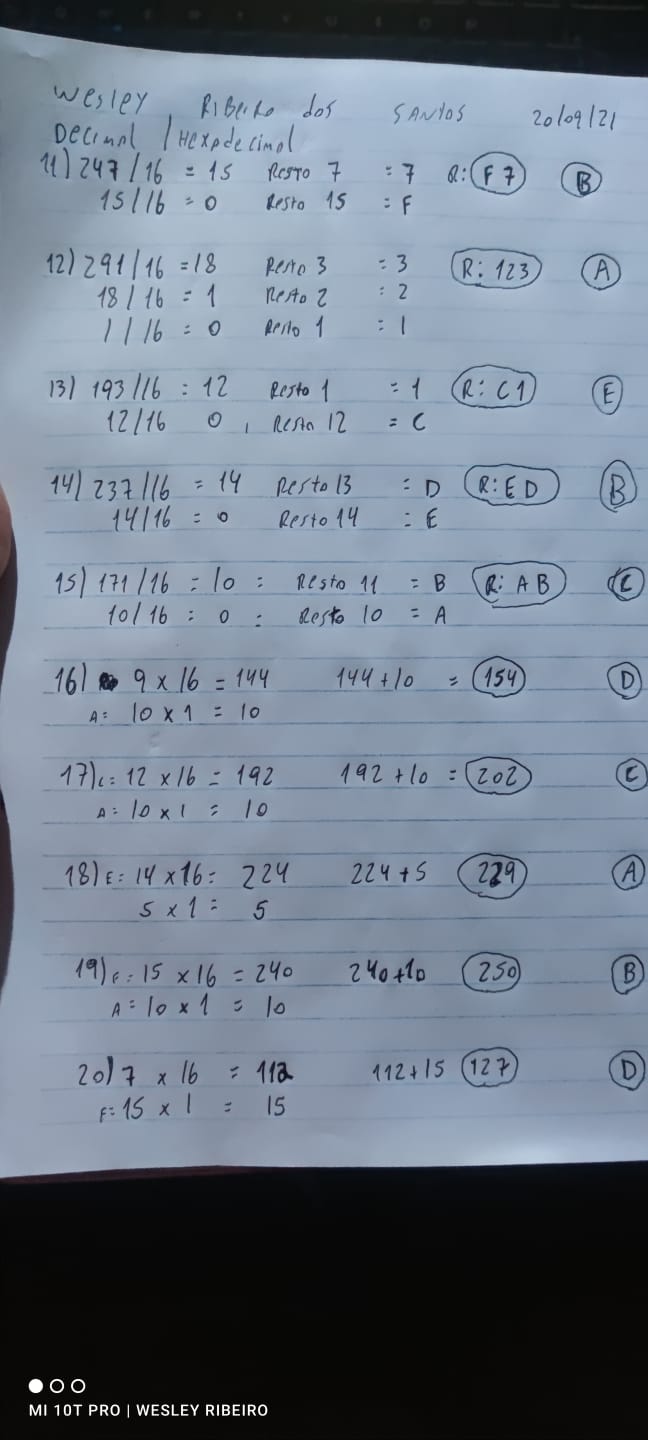 Wesley Ribeiro dos SANTOS 20/09/21
Decimal / Hexadecimal
11) 247 / 16 = 15 Resto 7 = 7 R: F7 B
15/16 = 0 Resto 15 = F
12) 291/16 = 18 Resto 3 = 3 R: 123 A
18/16 = 1 Resto 2 : 2
1/16 = 0 Resto 1 = 1
13) 193/16 : 12 Resto 1 = 1 R: C1 E
12/16 0, Resto 12 = C
14) 237/16 = 14 Resto 13 = D R: ED B
14/16 = 0 Resto 14 : E
15) 171/16 = 10 : Resto 11 = B R: AB C
10/16 : 0 : Resto 10 = A
16) 9 x 16 = 144 144+10 = 154 D
A= 10 x 1 = 10
17) C= 12 x 16 = 192 192+10 = 202 C
A= 10 x 1 = 10
18) E= 14 x 16= 224 224+5 229 A
5 x 1= 5
19) F= 15 x 16 = 240 240+10 250 B
A= 10 x 1 = 10
20) 7 x 16 = 112 112+15 127 D
F= 15 x 1 = 15
MI 10T PRO | WESLEY RIBEIRO